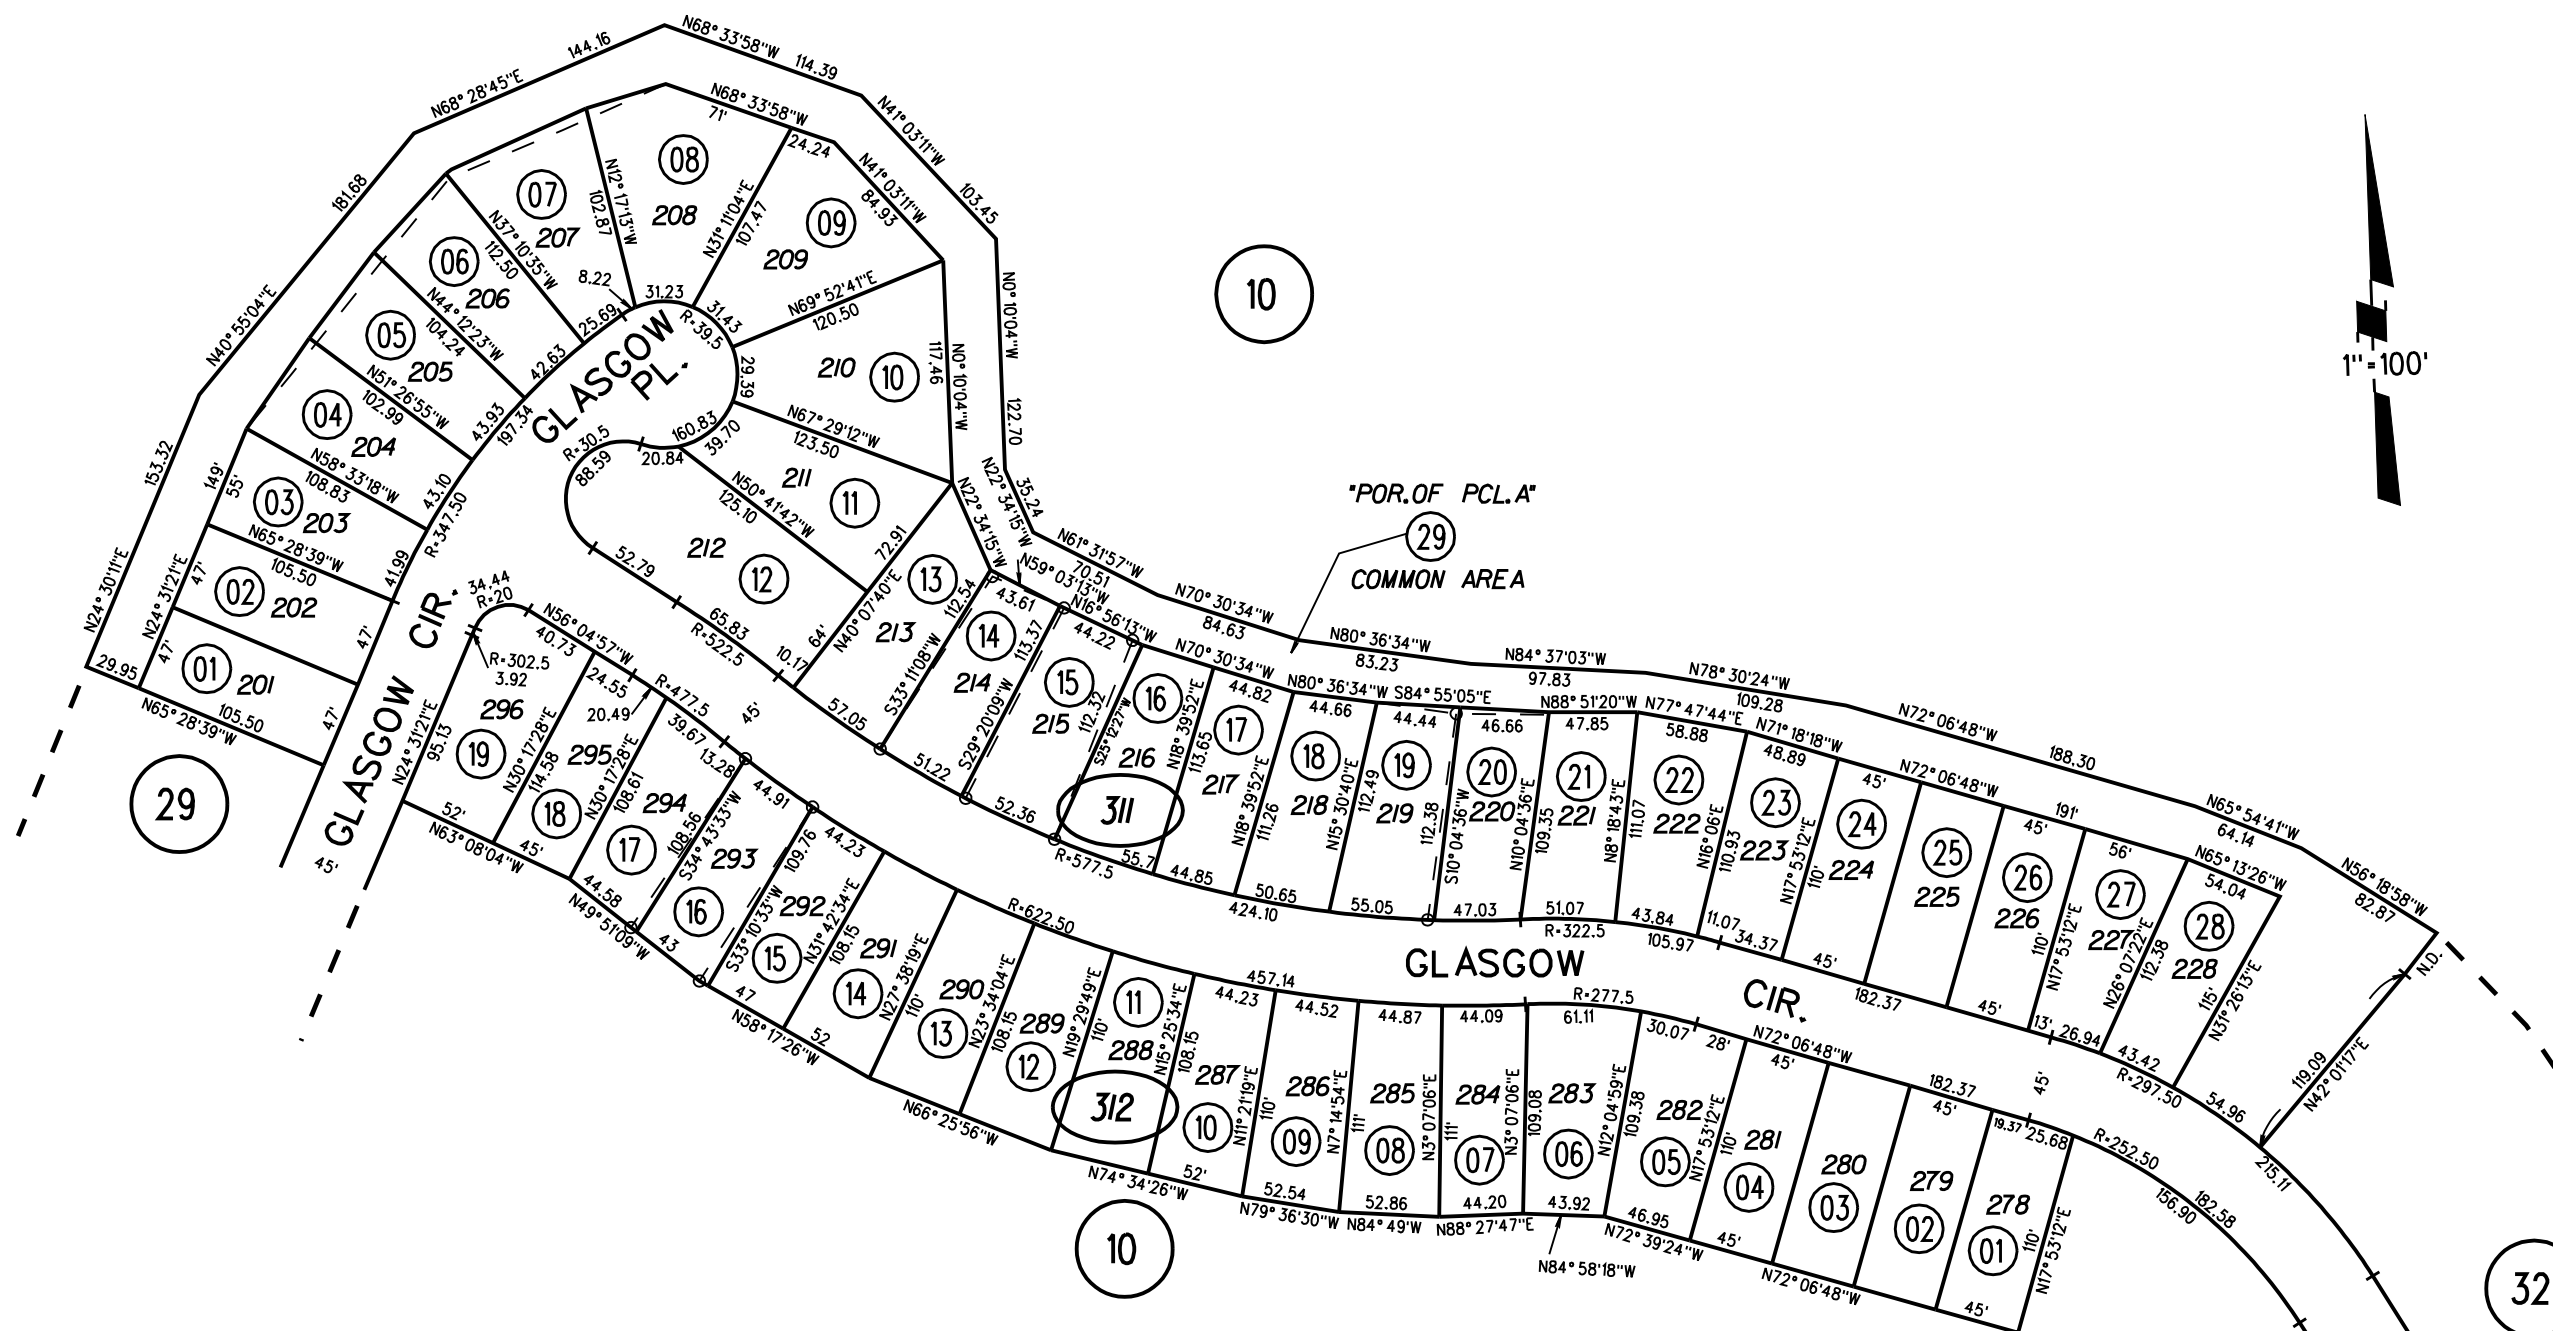 N68°33'58"W
114.39
144.16
N68°28'45"E
N41°03'11"W
103.45
181.68
N40°55'04"E
153.32
N24°30'11"E
N0°10'04"W
122.70
N22°34'15"W
35.24
N61°31'57"W
70.51
N70°30'34"W
84.63
N80°36'34"W
83.23
N84°37'03"W
97.83
N78°30'24"W
109.28
N72°06'48"W
188.30
N65°54'41"W
64.14
N56°18'58"W
82.87
N.D.
119.09
N42°01'17"E
1"=100'
10
"POR.OF PCL.A"
29
COMMON AREA
N68°33'58"W
71'
24.24
N41°03'11"W
84.93
08
208
N12°17'13"W
102.87
N31°11'04"E
107.47
09
209
07
207
N37°10'35"W
112.50
8.22
31.23
31.43
R=39.5
N69°52'41"E
120.50
06
206
N44°12'23"W
104.24
25.69
42.63
GLASGOW
PL.
29.39
210
10
117.46
N0°10'04"W
05
205
N51°26'55"W
102.99
43.93
197.34
04
204
N58°33'18"W
108.83
43.10
R=347.50
R=30.5
88.59
20.84
160.83
39.70
N67°29'12"W
123.50
211
11
N50°41'42"W
125.10
72.91
N22°34'15"W
149'
55'
03
203
N65°28'39"W
105.50
41.99
N24°31'21"E
47'
02
202
47'
47'
01
201
47'
29.95
N65°28'39"W
105.50
29
GLASGOW CIR.
45'
34.44
R=20
R=302.5
3.92
52.79
212
12
65.83
R=522.5
10.17
64'
N40°07'40"E
13
213
112.54
S33°11'08"W
57.05
N59°03'13"W
43.61
14
214
113.37
S29°20'09"W
51.22
N16°56'13"W
44.22
15
215
112.32
S25°12'27"W
52.36
N70°30'34"W
16
216
311
N18°39'52"E
113.65
R=577.5
55.7
44.82
17
217
N18°39'52"E
111.26
44.85
N80°36'34"W
44.66
18
218
N15°30'40"E
112.49
50.65
424.10
S84°55'05"E
44.44
19
219
112.38
S10°04'36"W
55.05
46.66
20
220
N10°04'36"E
109.35
47.03
N88°51'20"W
47.85
21
221
N8°18'43"E
111.07
51.07
R=322.5
N77°47'44"E
58.88
22
222
N16°06'E
110.93
43.84
105.97
N71°18'18"W
48.89
23
223
N17°53'12"E
110'
11.07
34.37
45'
24
224
45'
N72°06'48"W
191'
25
225
182.37
45'
26
226
45'
110'
N17°53'12"E
56'
27
227
N26°07'22"E
112.38
13'
26.94
N65°13'26"W
54.04
28
228
115'
N31°26'13"E
43.42
R=297.50
54.96
215.11
GLASGOW CIR.
N56°04'57"W
40.73
N24°31'21"E
95.13
296
19
52'
N63°08'04"W
24.55
20.49
N30°17'28"E
114.58
295
18
45'
R=477.5
39.67
45'
13.28
N30°17'28"E
108.61
294
17
44.58
N49°51'09"W
44.91
108.56
S34°43'33"W
293
16
43
44.23
109.76
S33°10'33"W
292
15
47
N31°42'34"E
108.15
291
14
52
N58°17'26"W
N27°38'19"E
110'
290
13
R=622.50
N23°34'04"E
108.15
289
12
N66°25'56"W
N19°29'49"E
110'
11
288
312
N15°25'34"E
108.15
N74°34'26"W
457.14
44.23
287
10
52'
N11°21'19"E
110'
44.52
286
09
52.54
N79°36'30"W
N7°14'54"E
111'
44.87
285
08
52.86
N84°49'W
N3°07'06"E
111'
44.09
284
07
44.20
N88°27'47"E
N3°07'06"E
109.08
R=277.5
61.11
283
06
43.92
N84°58'18"W
N12°04'59"E
109.38
30.07
28'
282
05
46.95
N72°39'24"W
N17°53'12"E
110'
N72°06'48"W
45'
281
04
45'
280
03
N72°06'48"W
182.37
45'
279
02
19.37
25.68
45'
278
01
45'
110'
N17°53'12"E
R=252.50
182.58
156.90
10
32